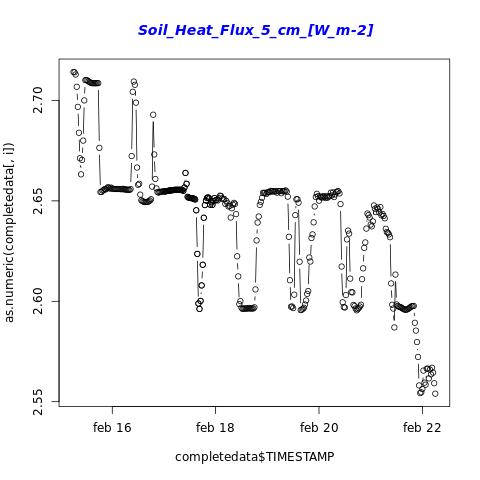 Soil_Heat_Flux_5_cm_[W_m-2]
as.numeric(completedata[, i])
2.70
2.65
2.60
2.55
feb 16 feb 18 feb 20 feb 22
completedata$TIMESTAMP